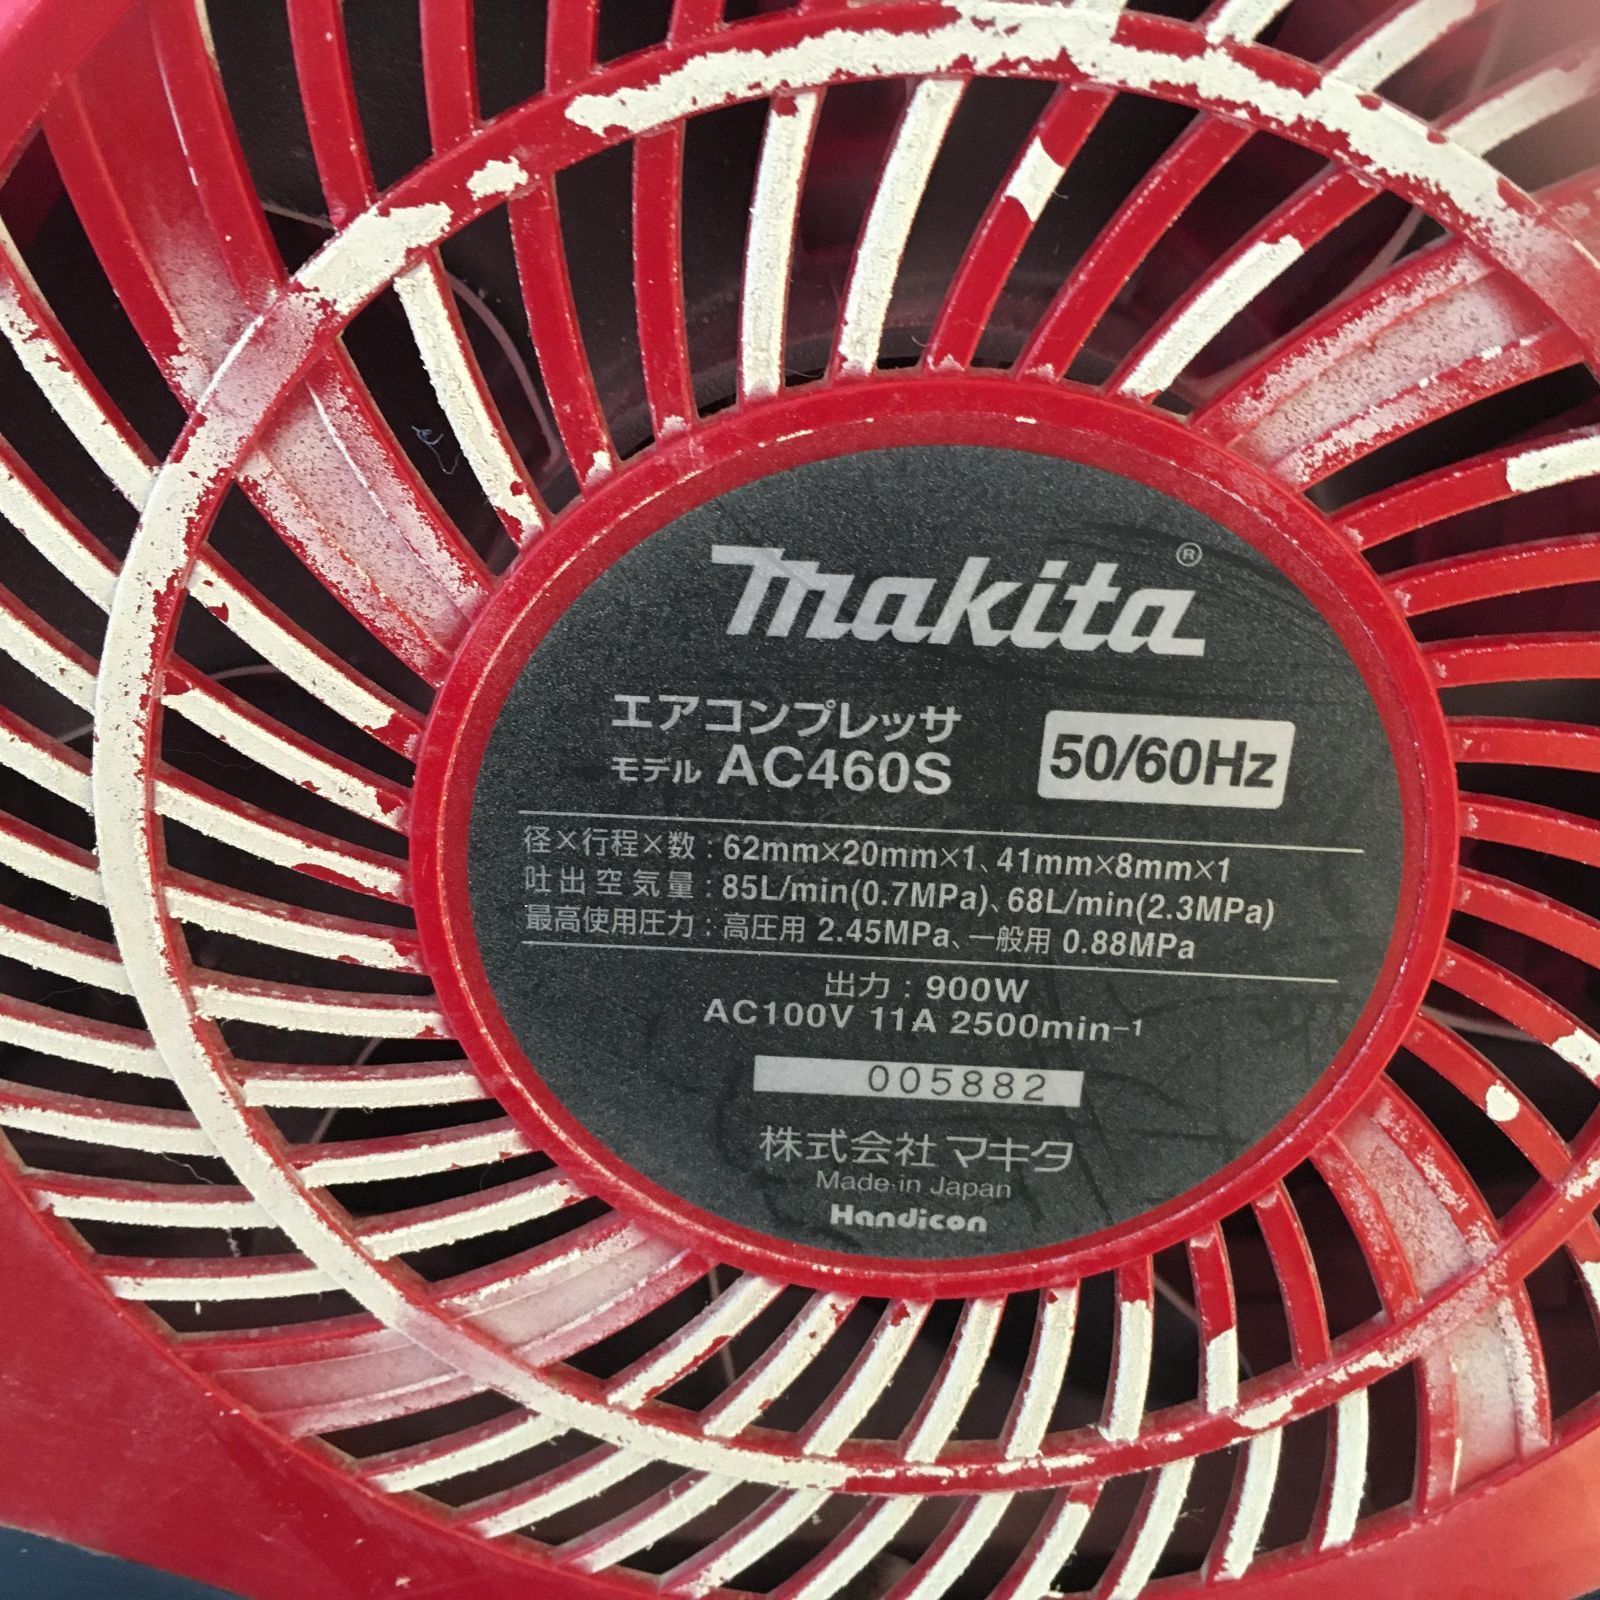 makita®
エアコンプレッサ
モデル AC460S
50/60Hz
径×行程×数：62mm×20mm×1、41mm×8mm×1
吐出空気量：85L/min(0.7MPa)、68L/min(2.3MPa)
最高使用圧力：高圧用 2.45MPa、一般用 0.88MPa
出力：900W
AC100V 11A 2500min⁻¹
005882
株式会社 マキタ
Made in Japan
Handicon